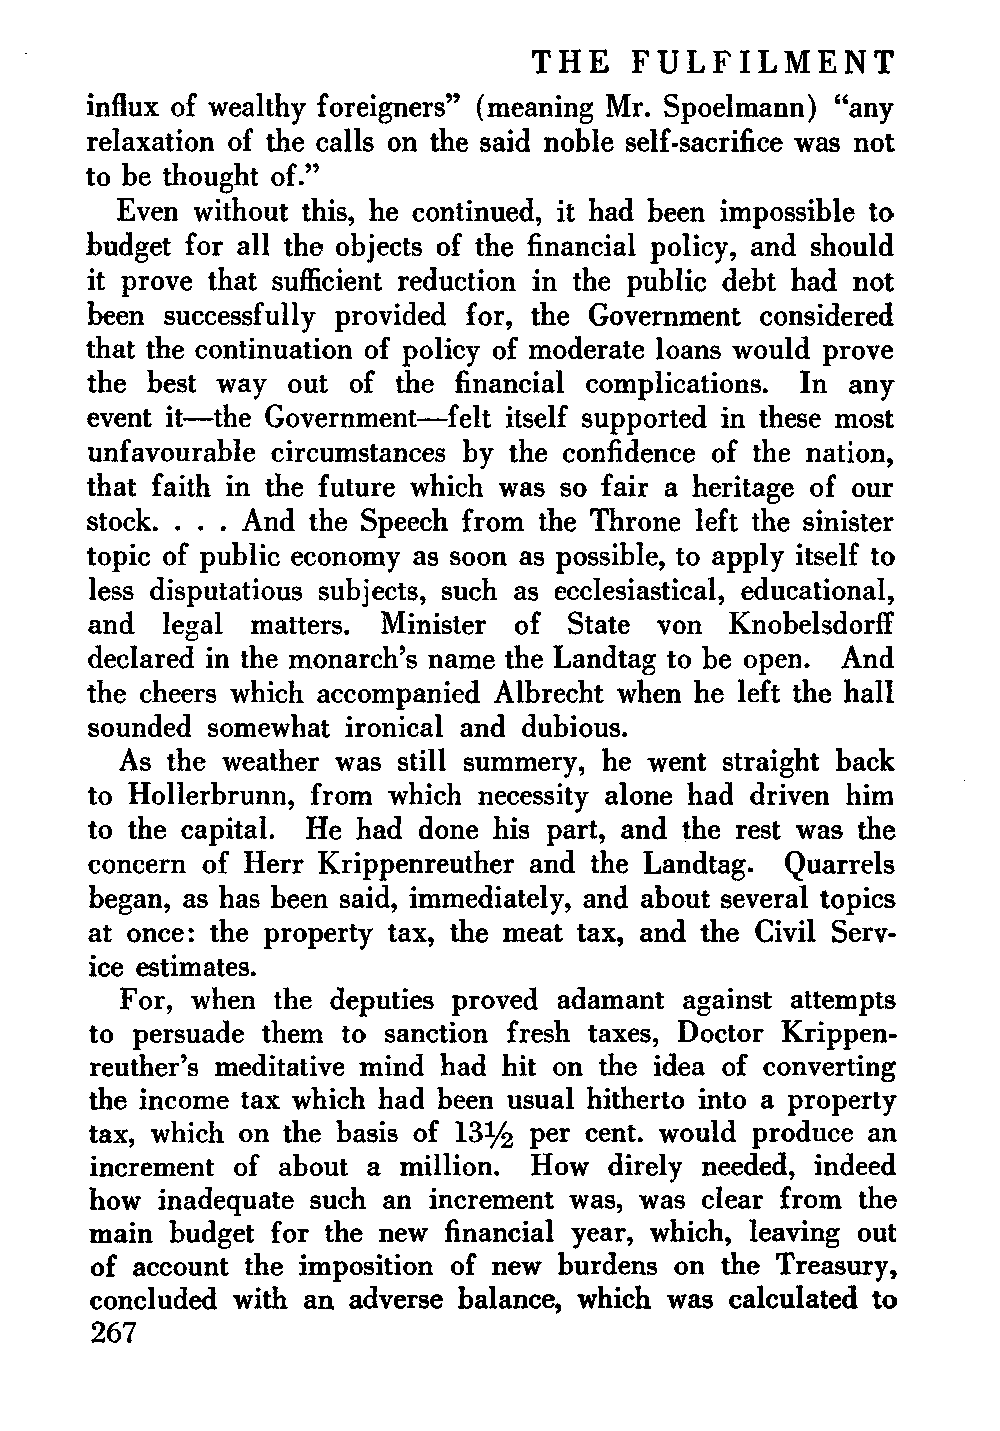 THE FULFILMENT
influx of wealthy foreigners” (meaning Mr. Spoelmann) “any
relaxation of the calls on the said noble self-sacrifice was not
to be thought of.”
Even without this, he continued, it had been impossible to
budget for all the objects of the financial policy, and should
it prove that sufficient reduction in the public debt had not
been successfully provided for, the Government considered
that the continuation of policy of moderate loans would prove
the best way out of the financial complications. In any
event it—the Government—felt itself supported in these most
unfavourable circumstances by the confidence of the nation,
that faith in the future which was so fair a heritage of our
stock. . . . And the Speech from the Throne left the sinister
topic of public economy as soon as possible, to apply itself to
less disputatious subjects, such as ecclesiastical, educational,
and legal matters. Minister of State von Knobelsdorff
declared in the monarch’s name the Landtag to be open. And
the cheers which accompanied Albrecht when he left the hall
sounded somewhat ironical and dubious.
As the weather was still summery, he went straight back
to Hollerbrunn, from which necessity alone had driven him
to the capital. He had done his part, and the rest was the
concern of Herr Krippenreuther and the Landtag. Quarrels
began, as has been said, immediately, and about several topics
at once: the property tax, the meat tax, and the Civil Serv-
ice estimates.
For, when the deputies proved adamant against attempts
to persuade them to sanction fresh taxes, Doctor Krippen-
reuther’s meditative mind had hit on the idea of converting
the income tax which had been usual hitherto into a property
tax, which on the basis of 13½ per cent. would produce an
increment of about a million. How direly needed, indeed
how inadequate such an increment was, was clear from the
main budget for the new financial year, which, leaving out
of account the imposition of new burdens on the Treasury,
concluded with an adverse balance, which was calculated to
267